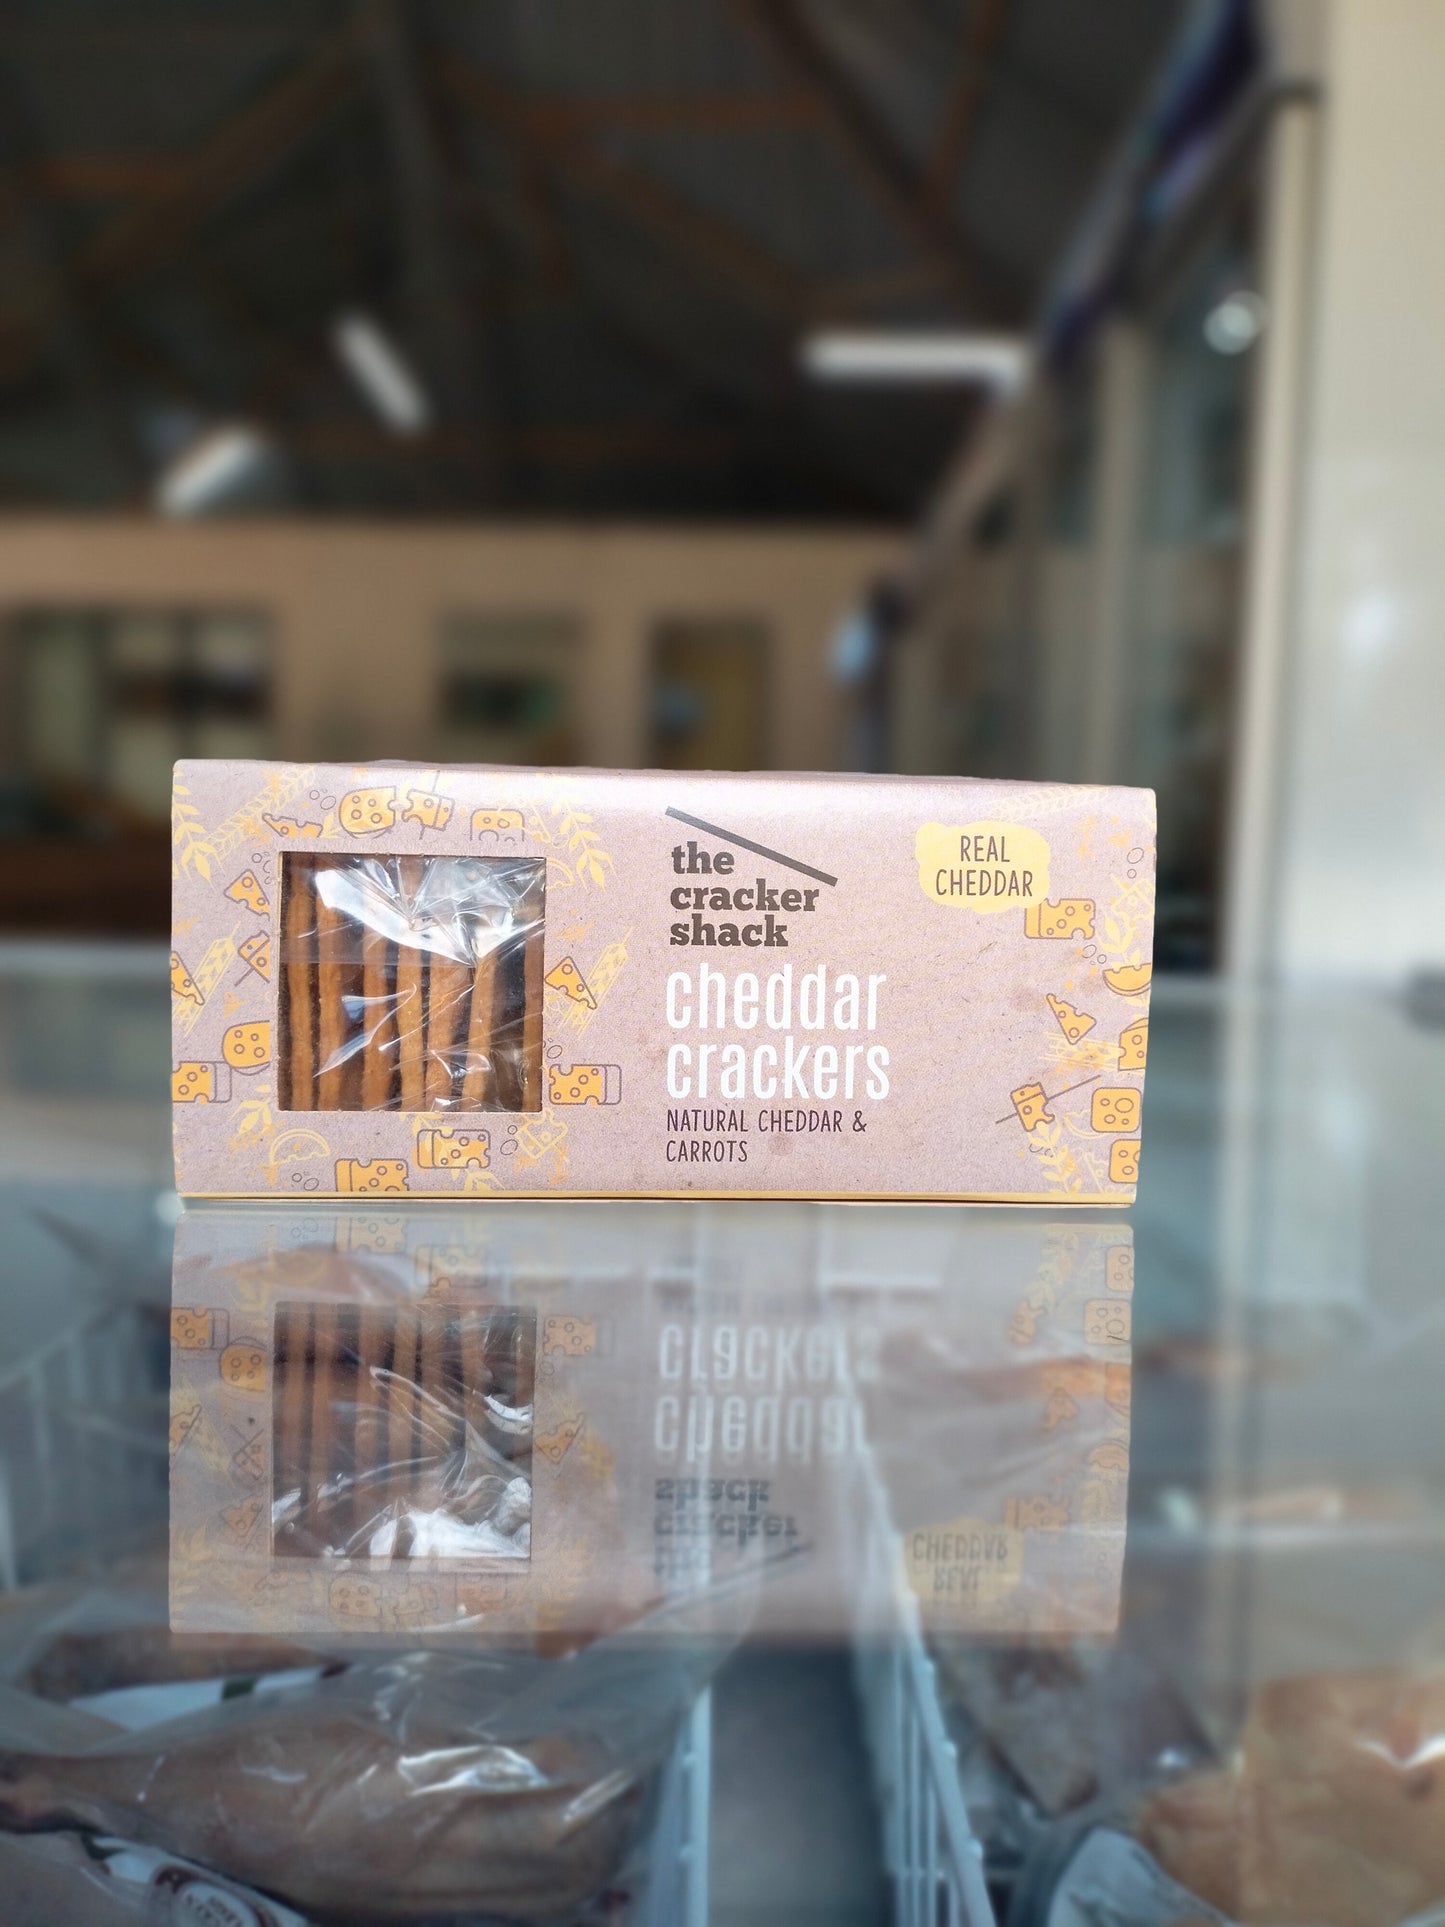 the
cracker
shack
REAL
CHEDDAR
cheddar
crackers
NATURAL CHEDDAR &
CARROTS